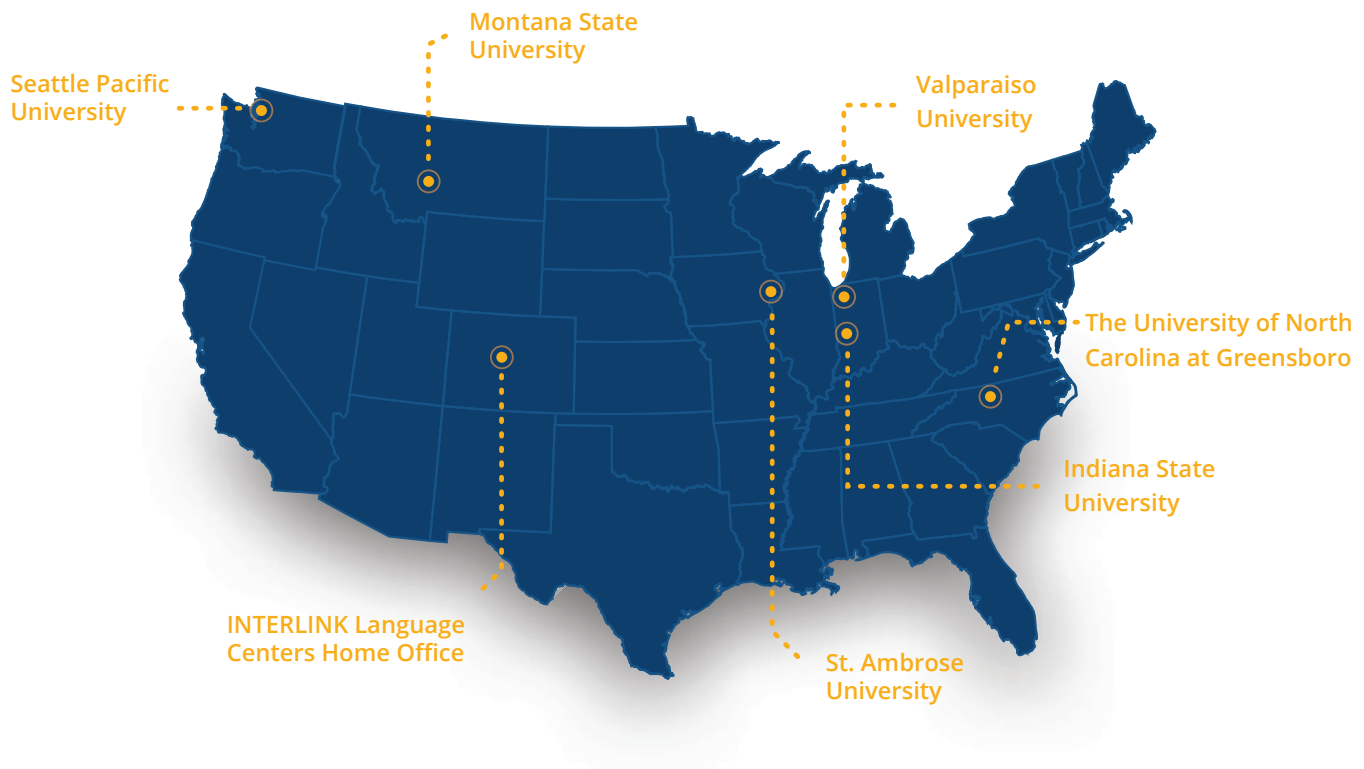 Montana State
University
Seattle Pacific
University
Valparaiso
University
The University of North
Carolina at Greensboro
Indiana State
University
INTERLINK Language
Centers Home Office
St. Ambrose
University